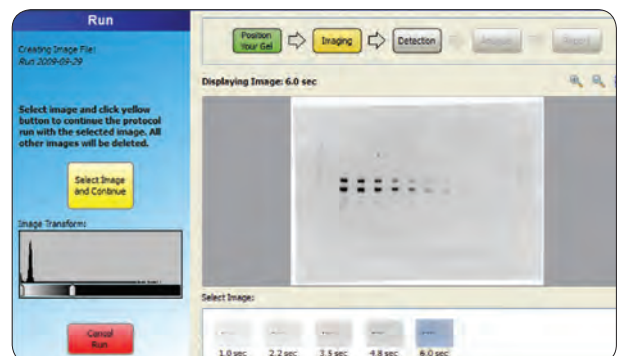 Run
Creating Image File:
Run 2009-09-29
Select image and click yellow
button to continue the protocol
run with the selected image. All
other images will be deleted.
Select Image
and Continue
Image Transform:
Cancel
Run
Position
Your Gel
Imaging
Detection
Analysis
Report
Displaying Image: 6.0 sec
Select Image:
1.0 sec
2.2 sec
3.5 sec
4.8 sec
6.0 sec